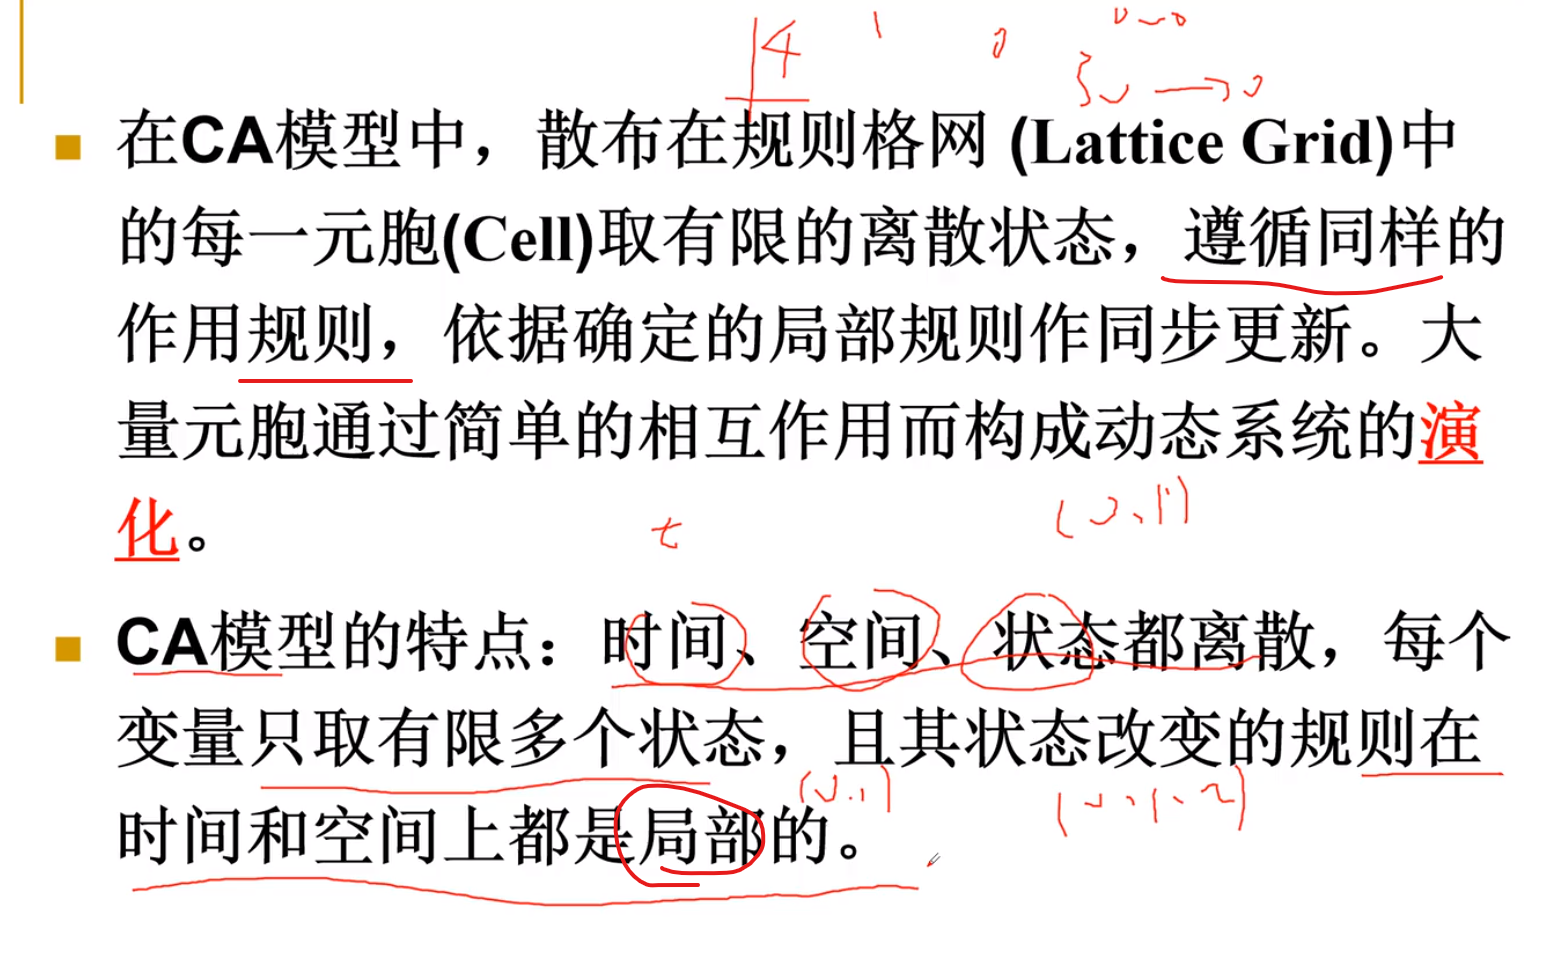 在CA模型中，散布在规则格网 (Lattice Grid)中
的每一元胞(Cell)取有限的离散状态，遵循同样的
作用规则，依据确定的局部规则作同步更新。大
量元胞通过简单的相互作用而构成动态系统的演
化。
t
CA模型的特点：时间、空间、状态都离散，每个
变量只取有限多个状态，且其状态改变的规则在
时间和空间上都是局部的。